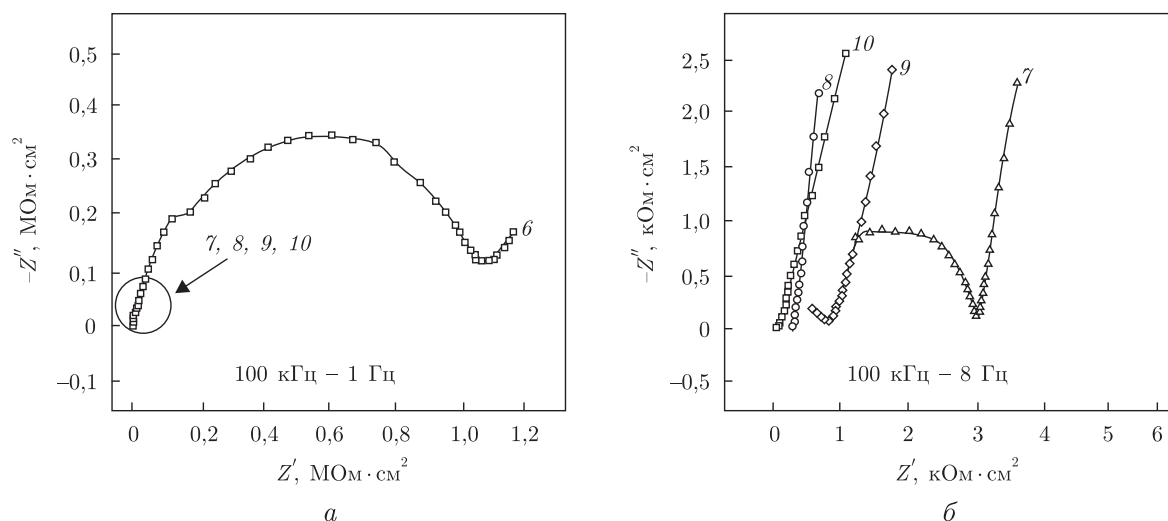 0,5
0,4
0,3
0,2
0,1
0
–0,1
–Z″, МОм · см²
6
7, 8, 9, 10
100 кГц – 1 Гц
0 0,2 0,4 0,6 0,8 1,0 1,2
Z′, МОм · см²
а
2,5
2,0
1,5
1,0
0,5
0
–0,5
–Z″, кОм · см²
8 10 9 7
100 кГц – 8 Гц
0 1 2 3 4 5 6
Z′, кОм · см²
б